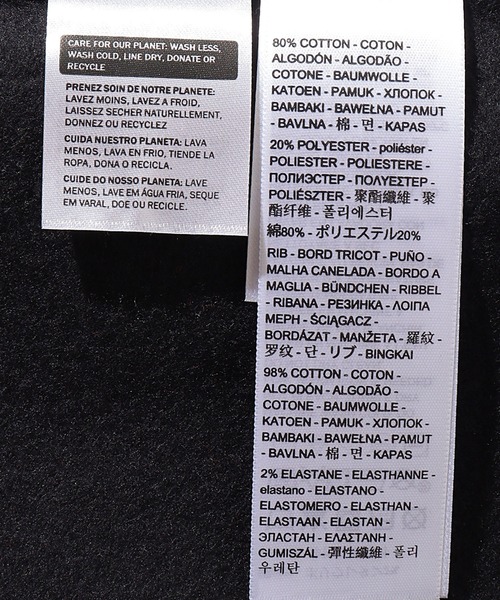 CARE FOR OUR PLANET: WASH LESS,
WASH COLD, LINE DRY, DONATE OR
RECYCLE
PRENEZ SOIN DE NOTRE PLANETE:
LAVEZ MOINS, LAVEZ A FROID,
LAISSEZ SECHER NATURELLEMENT,
DONNEZ OU RECYCLEZ
CUIDA NUESTRO PLANETA: LAVA
MENOS, LAVA EN FRIO, TIENDE LA
ROPA, DONA O RECICLA.
CUIDE DO NOSSO PLANETA: LAVE
MENOS, LAVE EM ÁGUA FRIA, SEQUE
EM VARAL, DOE OU RECICLE.
80% COTTON - COTON -
ALGODÓN - ALGODÃO -
COTONE - BAUMWOLLE -
KATOEN - PAMUK - ХЛОПОК -
ΒΑΜΒΑΚΙ - BAWEŁNA - PAMUT
- BAVLNA - 棉 - 면 - KAPAS
20% POLYESTER - poliéster -
POLIESTER - POLIESTERE -
ПОЛИЭСТЕР - ΠΟΛΥΕΣΤΕΡ -
POLIÉSZTER - 聚酯纖維 - 聚
酯纤维 - 폴리에스터
綿80% - ポリエステル20%
RIB - BORD TRICOT - PUÑO -
MALHA CANELADA - BORDO A
MAGLIA - BÜNDCHEN - RIBBEL
- RIBANA - РЕЗИНКА - ΛΟΙΠΑ
ΜΕΡΗ - ŚCIĄGACZ -
BORDÁZAT - MANŽETA - 羅紋 -
罗纹 - 단 - リブ - BINGKAI
98% COTTON - COTON -
ALGODÓN - ALGODÃO -
COTONE - BAUMWOLLE -
KATOEN - PAMUK - ХЛОПОК -
ΒΑΜΒΑΚΙ - BAWEŁNA - PAMUT
- BAVLNA - 棉 - 면 - KAPAS
2% ELASTANE - ELASTHANNE -
elastano - ELASTANO -
ELASTOMERO - ELASTHAN -
ELASTAAN - ELASTAN -
ЭЛАСТАН - ΕΛΑΣΤΑΝΗ -
GUMISZÁL - 彈性纖維 - 폴리
우레탄